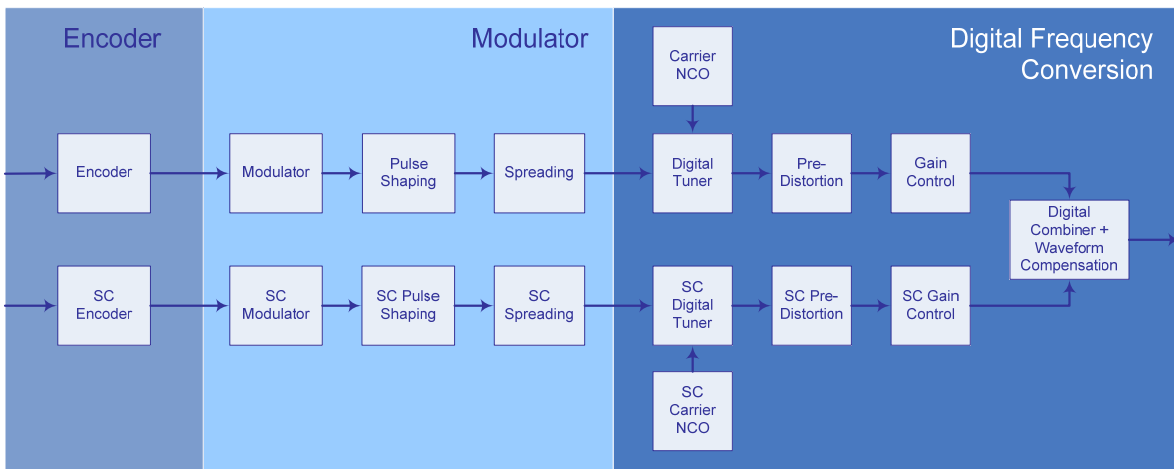 Encoder
Modulator
Digital Frequency
Conversion
Carrier
NCO
Encoder
Modulator
Pulse
Shaping
Spreading
Digital
Tuner
Pre-
Distortion
Gain
Control
Digital
Combiner +
Waveform
Compensation
SC
Encoder
SC
Modulator
SC Pulse
Shaping
SC
Spreading
SC
Digital
Tuner
SC Pre-
Distortion
SC Gain
Control
SC
Carrier
NCO